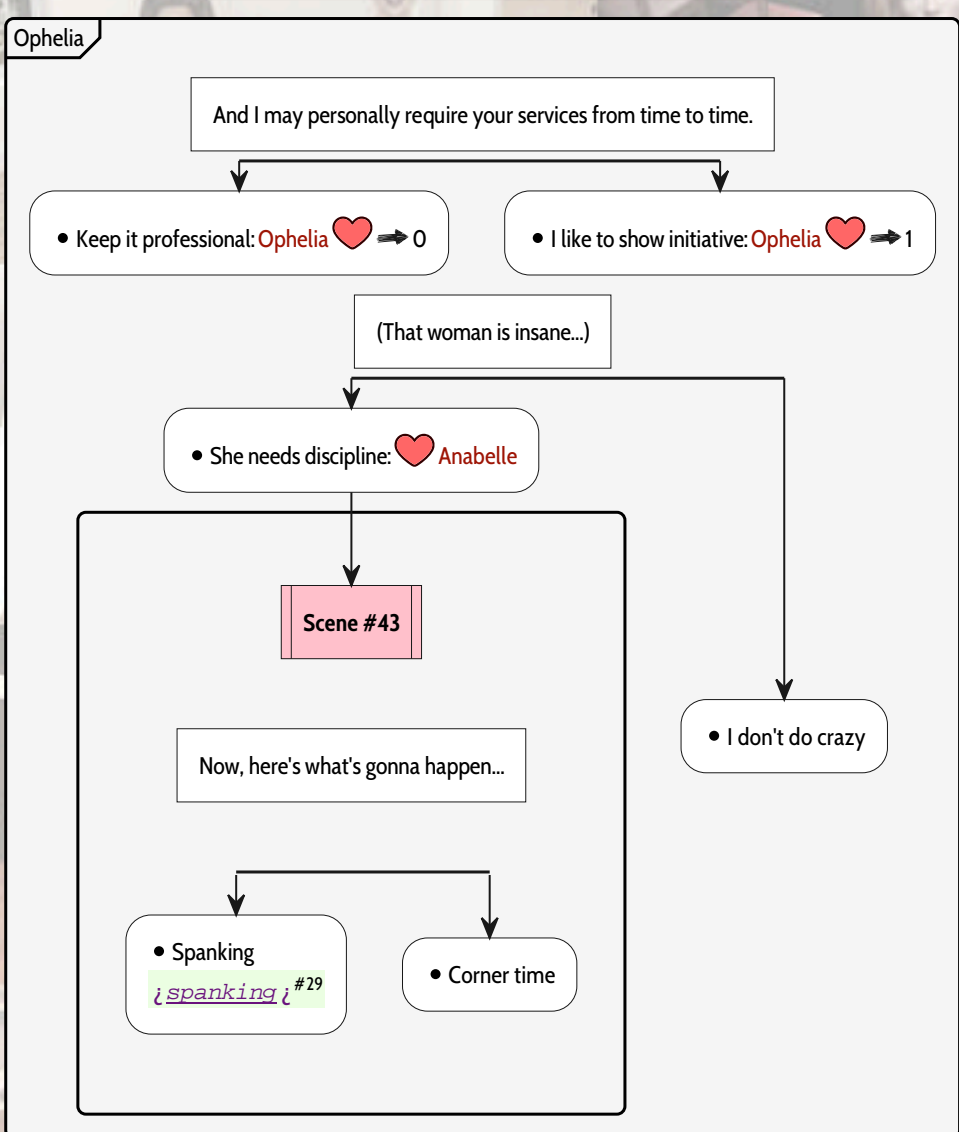 Ophelia
And I may personally require your services from time to time.
• Keep it professional: Ophelia ❤ ➡ 0
• I like to show initiative: Ophelia ❤ ➡ 1
(That woman is insane...)
• She needs discipline: ❤ Anabelle
Scene #43
• I don't do crazy
Now, here's what's gonna happen...
• Spanking
¿spanking¿ #29
• Corner time